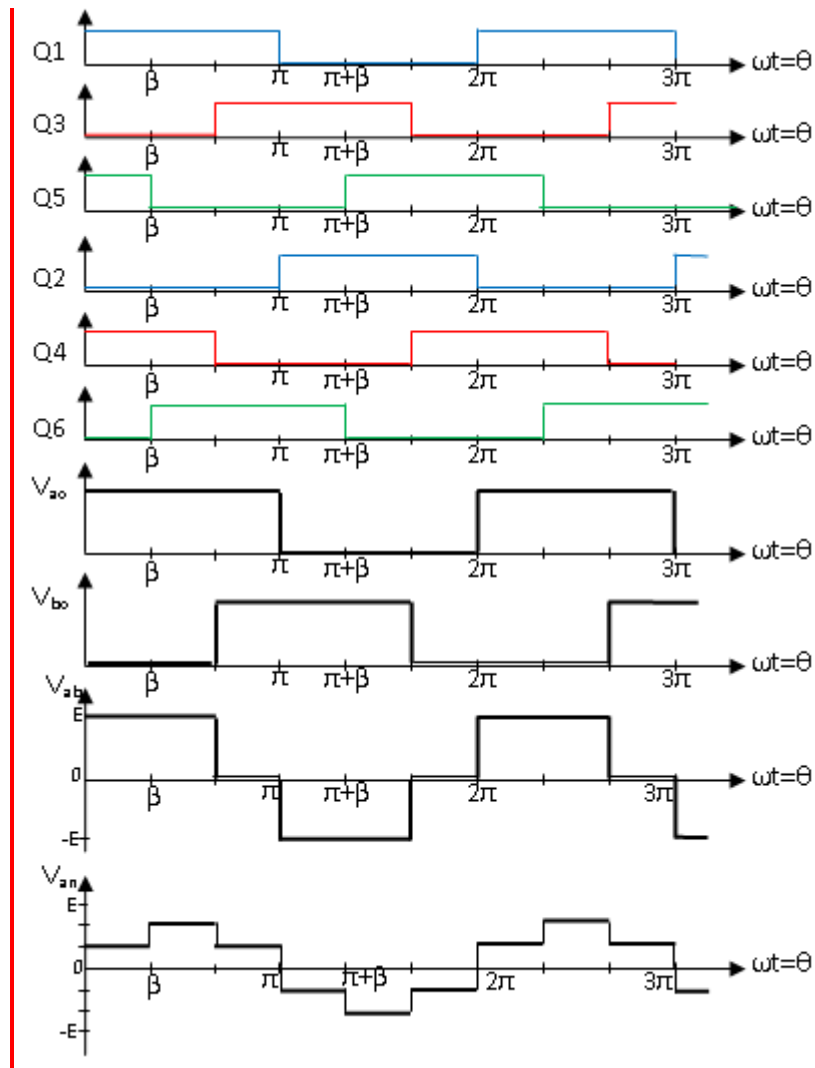 Q1 ωt=θ
β π π+β 2π 3π
Q3 ωt=θ
β π π+β 2π 3π
Q5 ωt=θ
β π π+β 2π 3π
Q2 ωt=θ
β π π+β 2π 3π
Q4 ωt=θ
β π π+β 2π 3π
Q6 ωt=θ
β π π+β 2π 3π
Vao ωt=θ
β π π+β 2π 3π
Vbo ωt=θ
β π π+β 2π 3π
Vab
E
0 ωt=θ
β π π+β 2π 3π
-E
Van
E
0 ωt=θ
β π π+β 2π 3π
-E